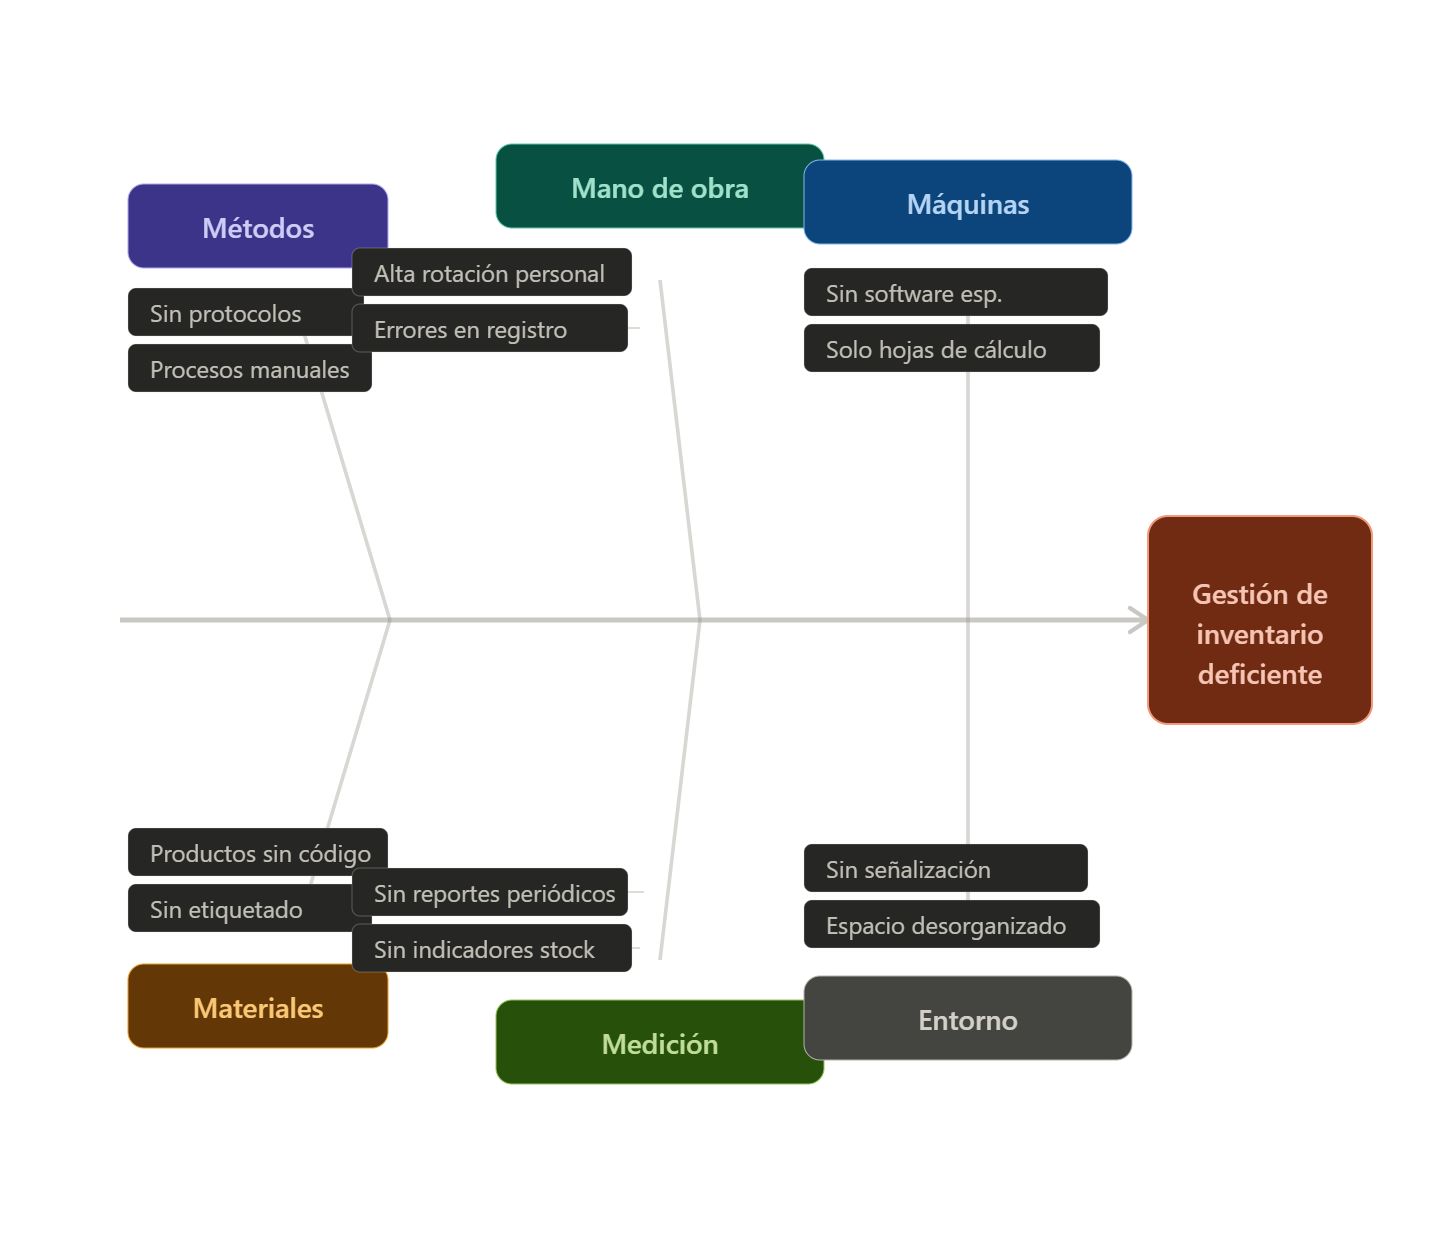 Métodos
Sin protocolos
Procesos manuales
Mano de obra
Alta rotación personal
Errores en registro
Máquinas
Sin software esp.
Solo hojas de cálculo
Gestión de
inventario
deficiente
Productos sin código
Sin etiquetado
Materiales
Sin reportes periódicos
Sin indicadores stock
Medición
Sin señalización
Espacio desorganizado
Entorno